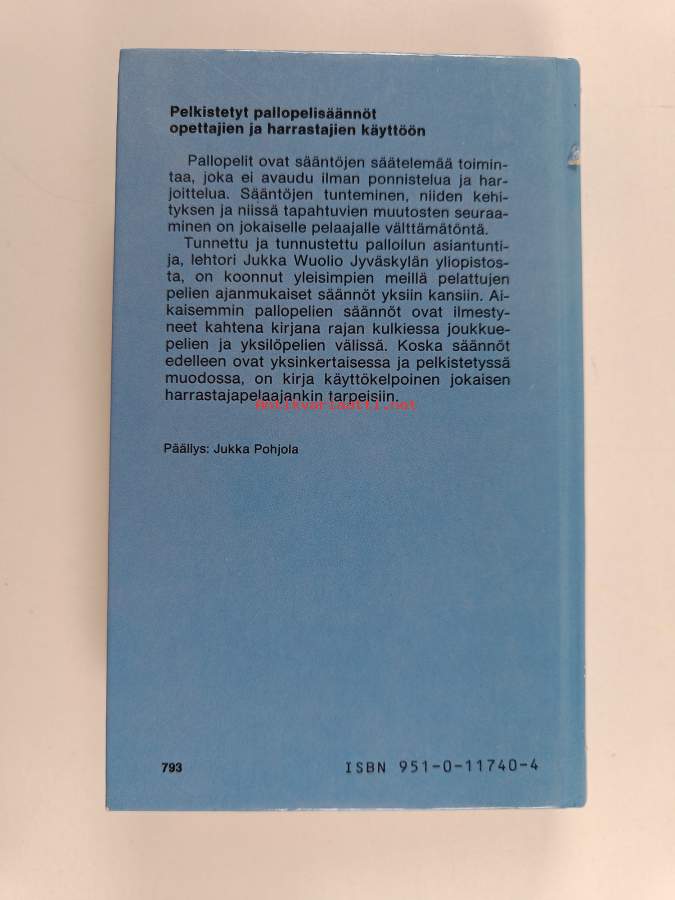 Pelkistetyt pallopelisäännöt
opettajien ja harrastajien käyttöön
Pallopelit ovat sääntöjen säätelemää toimin-
taa, joka ei avaudu ilman ponnistelua ja har-
joittelua. Sääntöjen tunteminen, niiden kehi-
tyksen ja niissä tapahtuvien muutosten seuraa-
minen on jokaiselle pelaajalle välttämätöntä.
Tunnettu ja tunnustettu palloilun asiantunti-
ja, lehtori Jukka Wuolio Jyväskylän yliopistos-
ta, on koonnut yleisimpien meillä pelattujen
pelien ajanmukaiset säännöt yksiin kansiin. Ai-
kaisemmin pallopelien säännöt ovat ilmesty-
neet kahtena kirjana rajan kulkiessa joukkue-
pelien ja yksilöpelien välissä. Koska säännöt
edelleen ovat yksinkertaisessa ja pelkistetyssä
muodossa, on kirja käyttökelpoinen jokaisen
harrastajapelaajankin tarpeisiin.
antikvariaatti.net
Päällys: Jukka Pohjola
793
ISBN 951-0-11740-4